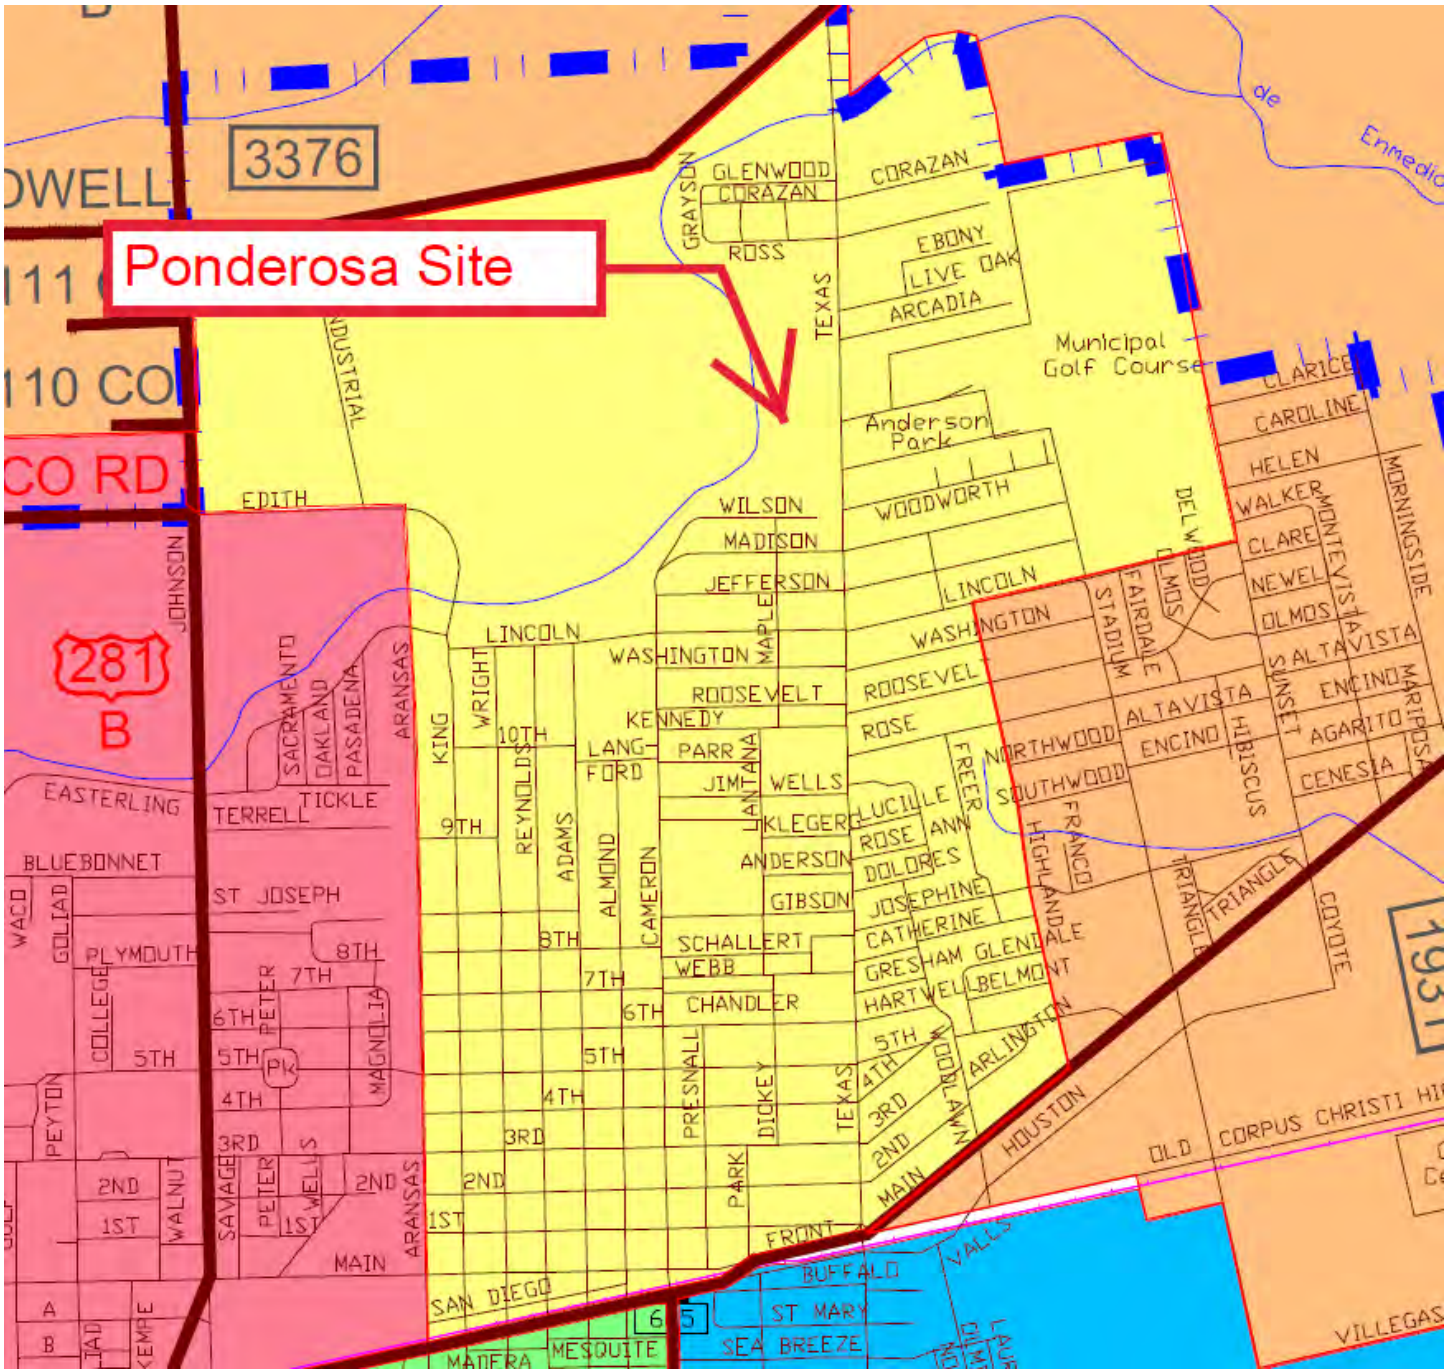 B
3376
OWELL
GRAYSON
GLENWOOD
CORAZAN
CORAZAN
ROSS
de
Enmedio
Ponderosa Site
EBONY
LIVE OAK
ARCADIA
TEXAS
111
NDUSTRIAL
Municipal
Golf Course
110 CO
CLARICE
CAROLINE
Anderson
Park
CO RD
EDITH
HELEN
MORNINGSIDE
WILSON
WOODWORTH
DELWOOD
WALKER
MONTEVISTA
MADISON
CLARE
JOHNSON
JEFFERSON
LINCOLN
OLMOS
NEWEL
MAPLE
FAIRDALE
STADIUM
OLMOS
281
B
LINCOLN
WASHINGTON
WASHINGTON
ALTAVISTA
SACRAMENTO
OAKLAND
PASADENA
ARANSAS
WRIGHT
KING
ROOSEVELT
ROOSEVEL
SUNSET
ENCINO
MARIPOSA
KENNEDY
ROSE
ALTAVISTA
AGARITO
10TH
LANG
PARR
NORTHWOOD
ENCINO
HIBISCUS
FORD
JIM
WELLS
LANTANA
FREER
SOUTHWOOD
CENESIA
EASTERLING
TICKLE
TERRELL
REYNOLDS
9TH
KLEGERG
LUCILLE
ROSE ANN
FRANCO
HIGHLANDALE
ADAMS
ALMOND
CAMERON
ANDERSON
DOLORES
BLUEBONNET
ST JOSEPH
GIBSON
JOSEPHINE
TRIANGLE
TRIANGLE
WACO
GOLIAD
COYOTE
1931
PLYMOUTH
8TH
8TH
SCHALLERT
CATHERINE
GLENDALE
7TH
7TH
WEBB
GRESHAM
BELMONT
COLLEGE
PETER
MAGNOLIA
6TH
6TH
CHANDLER
HARTWELL
5TH
5TH
Pk
5TH
5TH
WOODLAWN
ARLINGTON
PRESNALL
DICKEY
TEXAS
4TH
4TH
4TH
3RD
HOUSTON
PEYTON
3RD
3RD
2ND
OLD
CORPUS CHRISTI
2ND
WALNUT
SAVAGE
PETER
WELLS
2ND
ARANSAS
2ND
PARK
MAIN
1ST
1ST
1ST
MAIN
FRONT
VALLS
BUFFALO
SAN DIEGO
A
B
KEMPE
ST MARY
SEA BREEZE
MADERA
MESQUITE
VILLEGAS